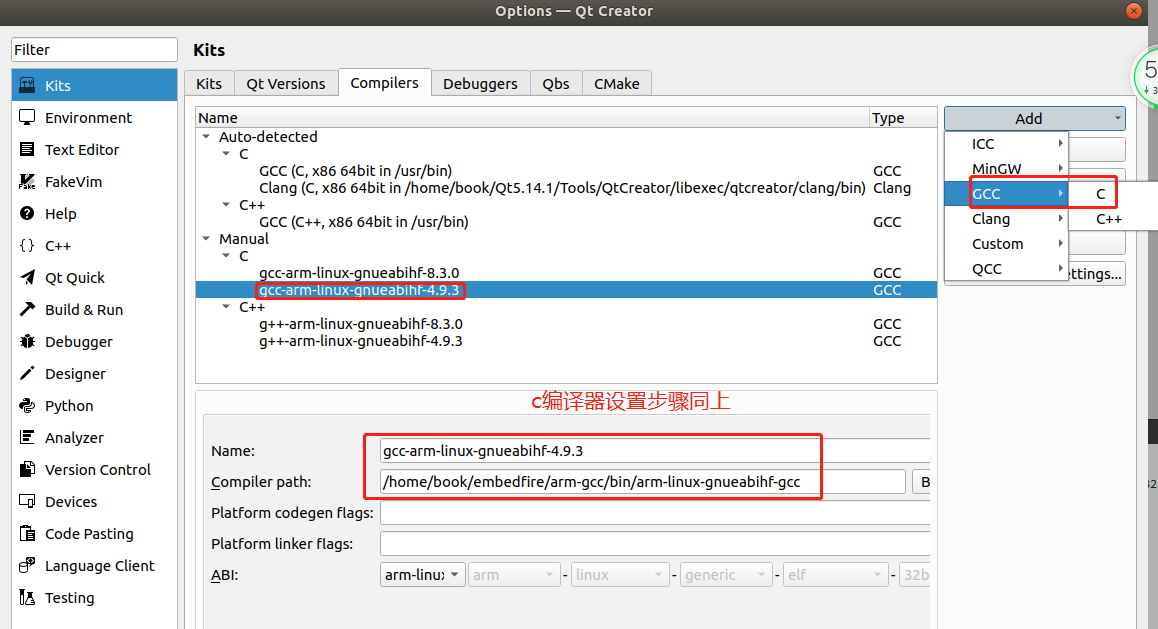 Options — Qt Creator
Filter
Kits
Environment
Text Editor
FakeVim
Help
C++
Qt Quick
Build & Run
Debugger
Designer
Python
Analyzer
Version Control
Devices
Code Pasting
Language Client
Testing
Kits
Kits Qt Versions Compilers Debuggers Qbs CMake
Name Type
Auto-detected
C
GCC (C, x86 64bit in /usr/bin) GCC
Clang (C, x86 64bit in /home/book/Qt5.14.1/Tools/QtCreator/libexec/qtcreator/clang/bin) Clang
C++
GCC (C++, x86 64bit in /usr/bin) GCC
Manual
C
gcc-arm-linux-gnueabihf-8.3.0 GCC
gcc-arm-linux-gnueabihf-4.9.3 GCC
C++
g++-arm-linux-gnueabihf-8.3.0 GCC
g++-arm-linux-gnueabihf-4.9.3 GCC
Add
ICC
MinGW
GCC C
Clang C++
Custom
QCC ettings...
c编译器设置步骤同上
Name: gcc-arm-linux-gnueabihf-4.9.3
Compiler path: /home/book/embedfire/arm-gcc/bin/arm-linux-gnueabihf-gcc B
Platform codegen flags:
Platform linker flags:
ABI: arm-linux arm - linux - generic - elf - 32b
5
3
32